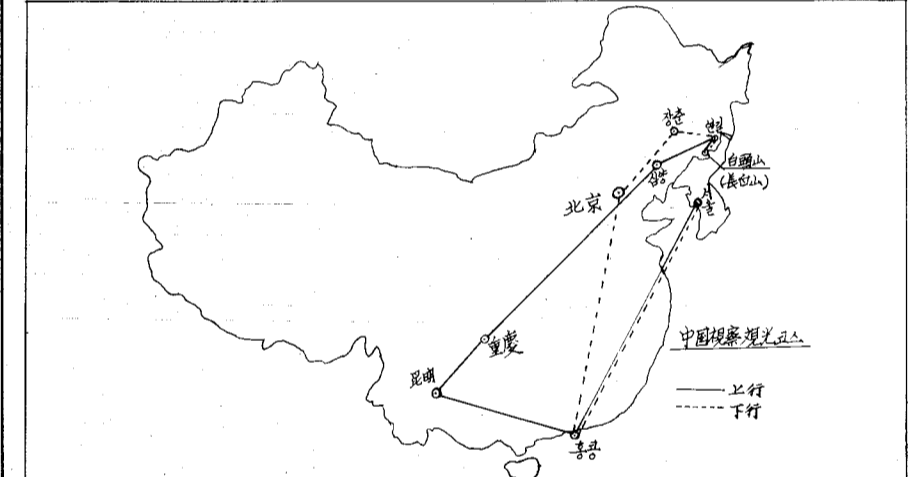 장춘
연길
白頭山
(長白山)
심양
서울
北京
中国視察観光코스
重慶
昆明
上行
下行
홍콩